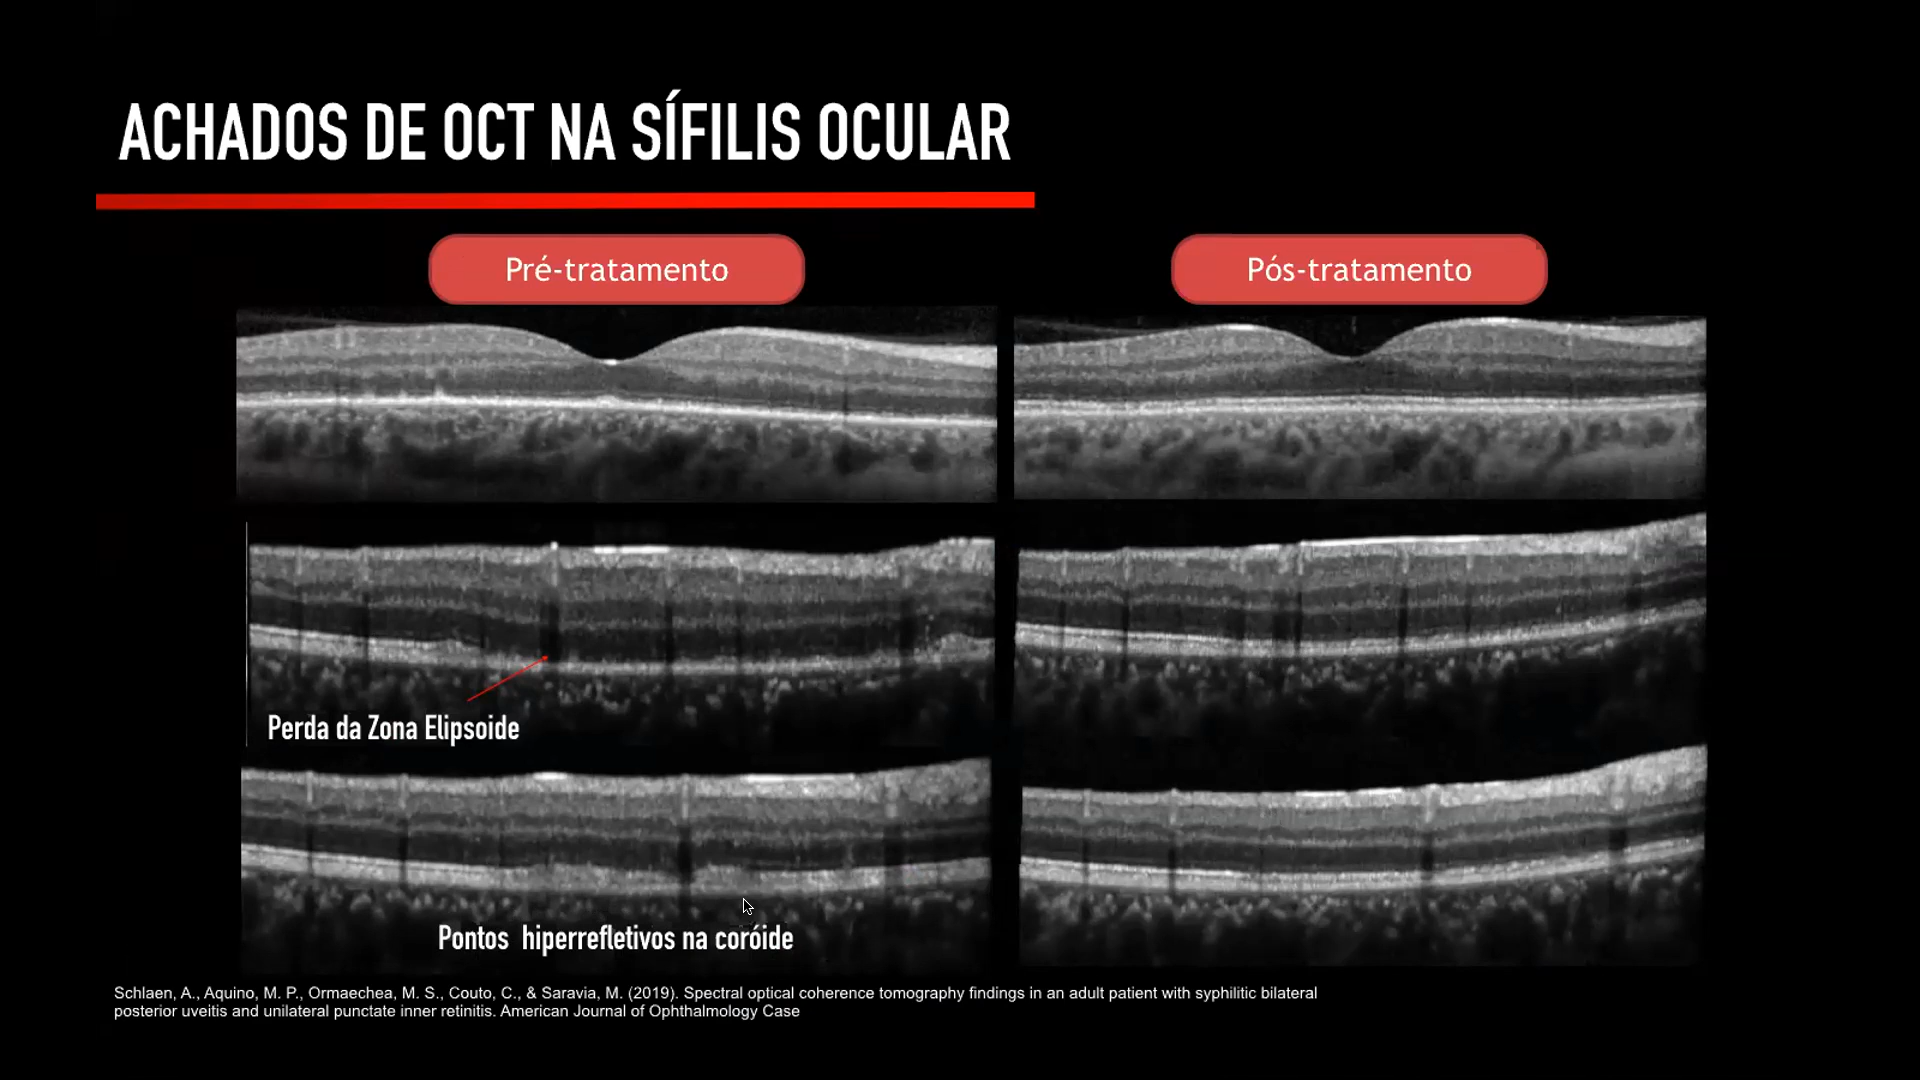 ACHADOS DE OCT NA SÍFILIS OCULAR
Pré-tratamento
Pós-tratamento
Perda da Zona Elipsoide
Pontos hiperrefletivos na coróide
Schlaen, A., Aquino, M. P., Ormaechea, M. S., Couto, C., & Saravia, M. (2019). Spectral optical coherence tomography findings in an adult patient with syphilitic bilateral
posterior uveitis and unilateral punctate inner retinitis. American Journal of Ophthalmology Case